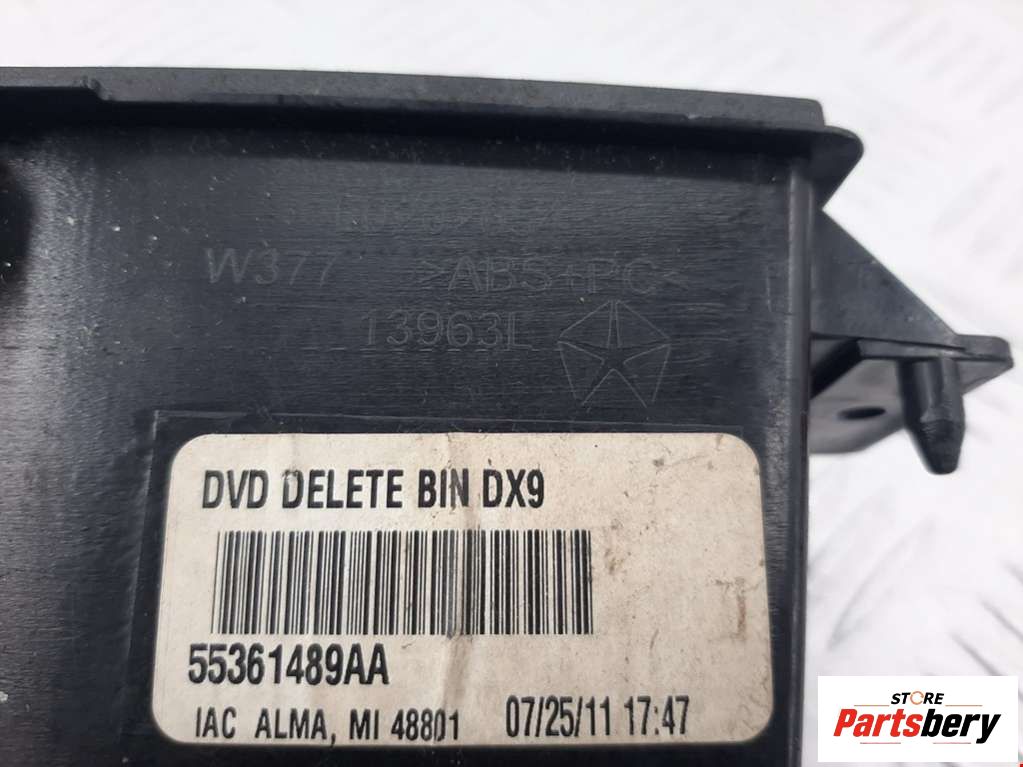 W377 >ABS+PC<
13963L
DVD DELETE BIN DX9
55361489AA
IAC ALMA, MI 48801 07/25/11 17:47
STORE
Partsbery